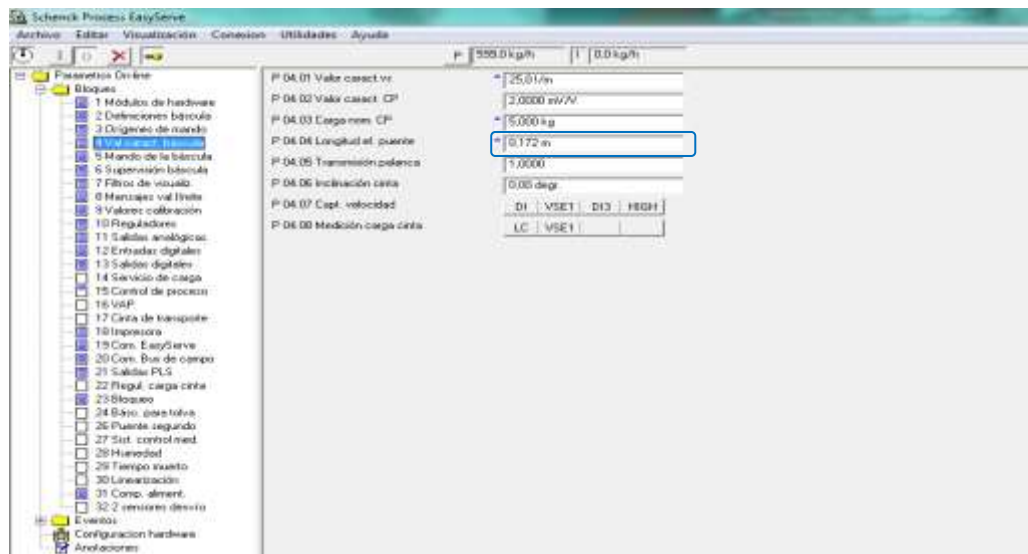 Schenck Process EasyServe
Archivo Editar Visualización Conexion Utilidades Ayuda
P 599.0 kg/h I 0.0 kg/h
Parametros On-line
Bloques
1 Módulos de hardware
2 Definiciones báscula
3 Orígenes de mando
4 Val caract. báscula
5 Mando de la báscula
6 Supervisión báscula
7 Filtros de visualiz.
8 Mensajes val límite
9 Valores calibración
10 Reguladores
11 Salidas analógicas
12 Entradas digitales
13 Salidas digitales
14 Servicio de carga
15 Control de proceso
16 VAP
17 Cinta de transporte
18 Impresora
19 Com. EasyServe
20 Com. Bus de campo
21 Salidas PLS
22 Regul. carga cinta
23 Bloqueo
24 Básc. para tolva
26 Puente segundo
27 Sist. control med.
28 Humedad
29 Tiempo muerto
30 Linearización
31 Comp. aliment.
32 2 sensores desvío
Eventos
Configuracion hardware
Anotaciones
P 04.01 Valor caract.vr * 25,01/m
P 04.02 Valor caract. CP 2,0000 mV/V
P 04.03 Carga nom. CP * 5,000 kg
P 04.04 Longitud ef. puente * 0,172 m
P 04.05 Transmisión palanca 1,0000
P 04.06 Inclinación cinta 0,00 degr.
P 04.07 Capt. velocidad DI VSE1 DI3 HIGH
P 04.08 Medición carga cinta LC VSE1